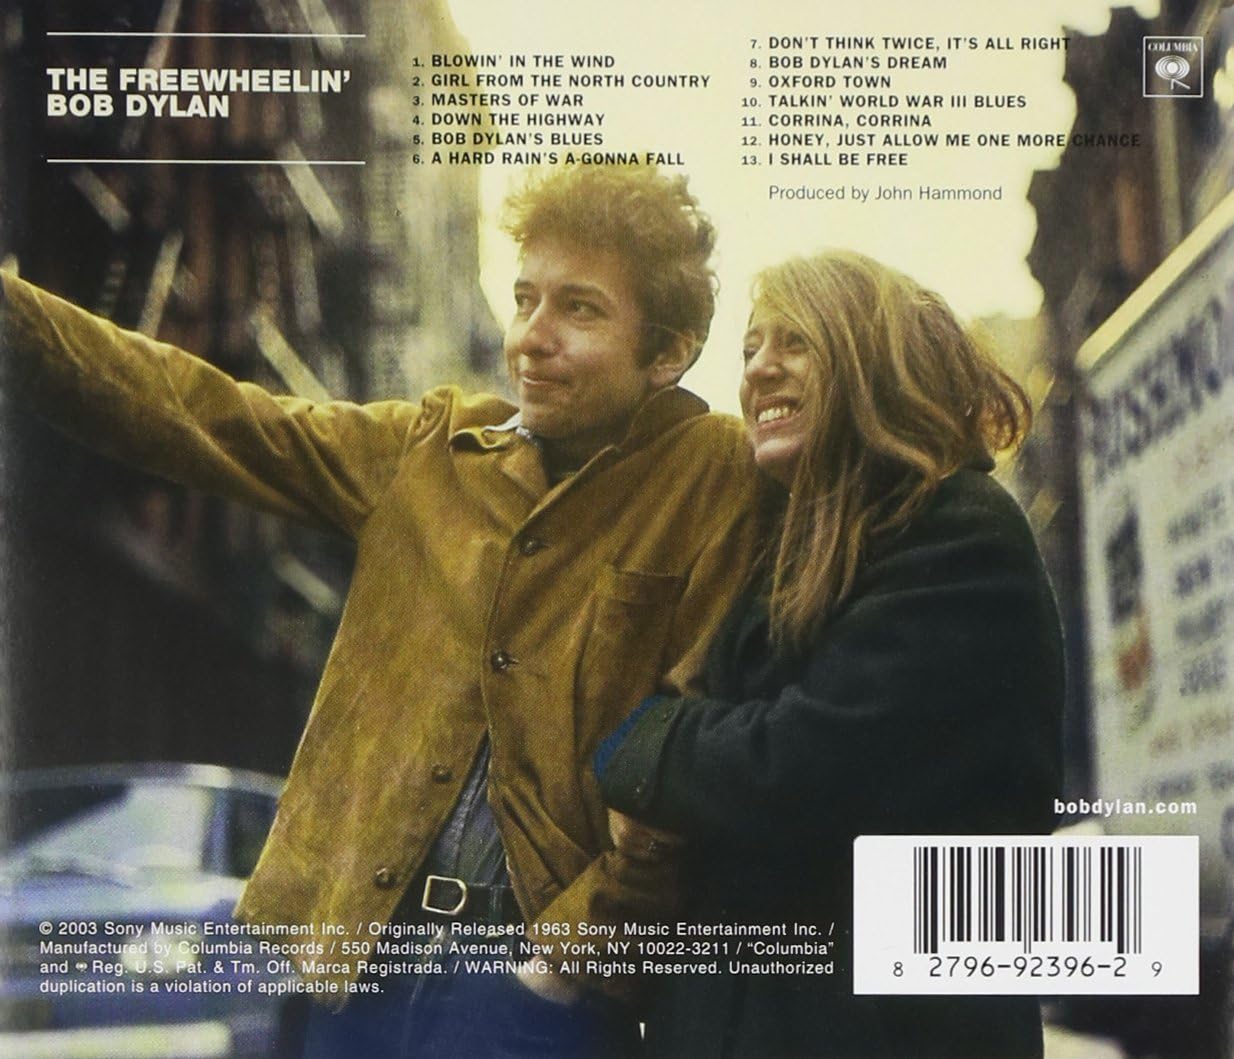 THE FREEWHEELIN'
BOB DYLAN
1. BLOWIN' IN THE WIND
2. GIRL FROM THE NORTH COUNTRY
3. MASTERS OF WAR
4. DOWN THE HIGHWAY
5. BOB DYLAN'S BLUES
6. A HARD RAIN'S A-GONNA FALL
7. DON'T THINK TWICE, IT'S ALL RIGHT
8. BOB DYLAN'S DREAM
9. OXFORD TOWN
10. TALKIN' WORLD WAR III BLUES
11. CORRINA, CORRINA
12. HONEY, JUST ALLOW ME ONE MORE CHANCE
13. I SHALL BE FREE
Produced by John Hammond
COLUMBIA
bobdylan.com
© 2003 Sony Music Entertainment Inc. / Originally Released 1963 Sony Music Entertainment Inc. /
Manufactured by Columbia Records / 550 Madison Avenue, New York, NY 10022-3211 / "Columbia"
and Reg. U.S. Pat. & Tm. Off. Marca Registrada. / WARNING: All Rights Reserved. Unauthorized
duplication is a violation of applicable laws.
8 2796-92396-2 9